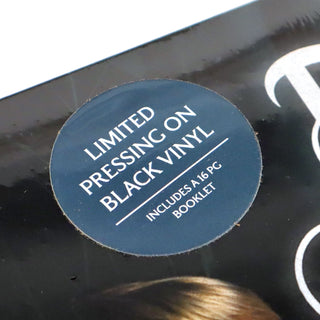 LIMITED
PRESSING ON
BLACK VINYL
INCLUDES A 16 PG
BOOKLET